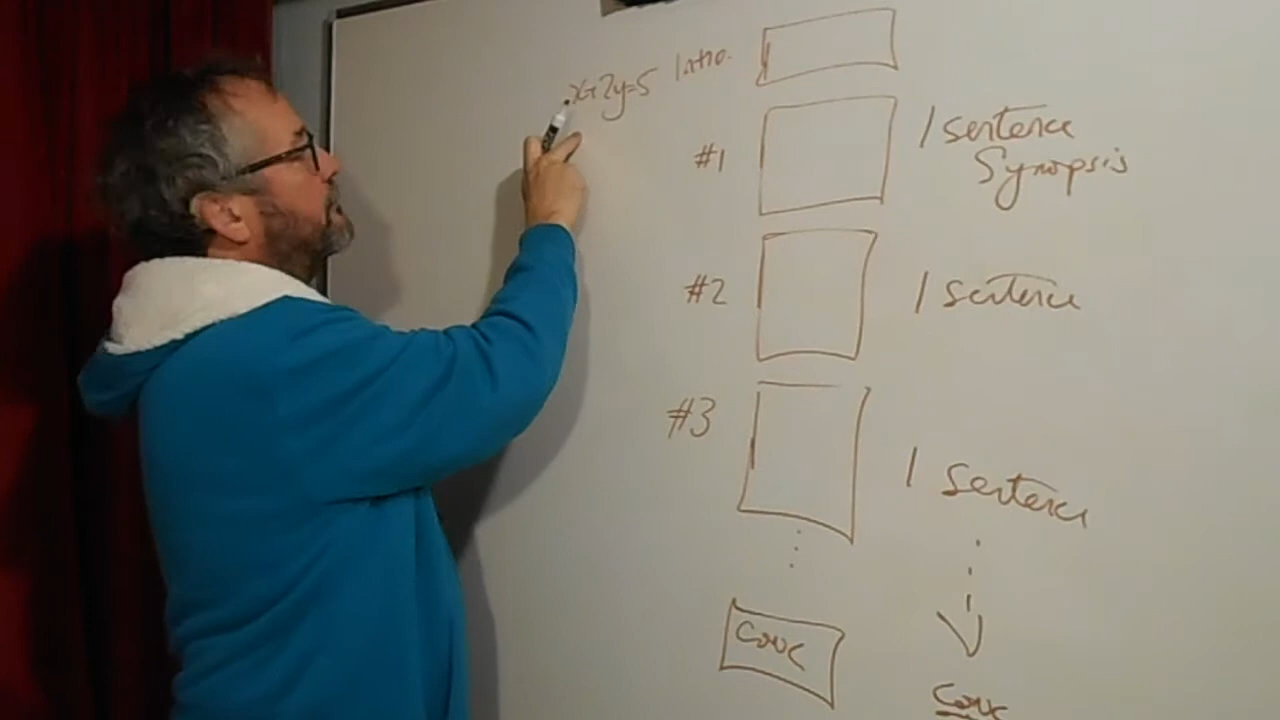 x+2y=5
Intro.
#1
1 sentence
Synopsis
#2
1 sentence
#3
1 sentence
Conc
Conc